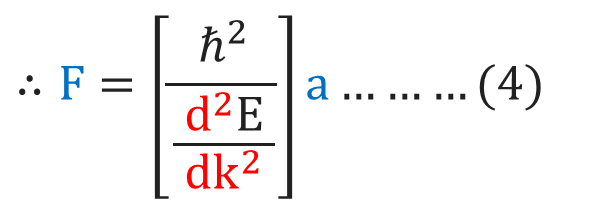 ∴ F = [ħ² / (d²E / dk²)] a ... ... ... (4)